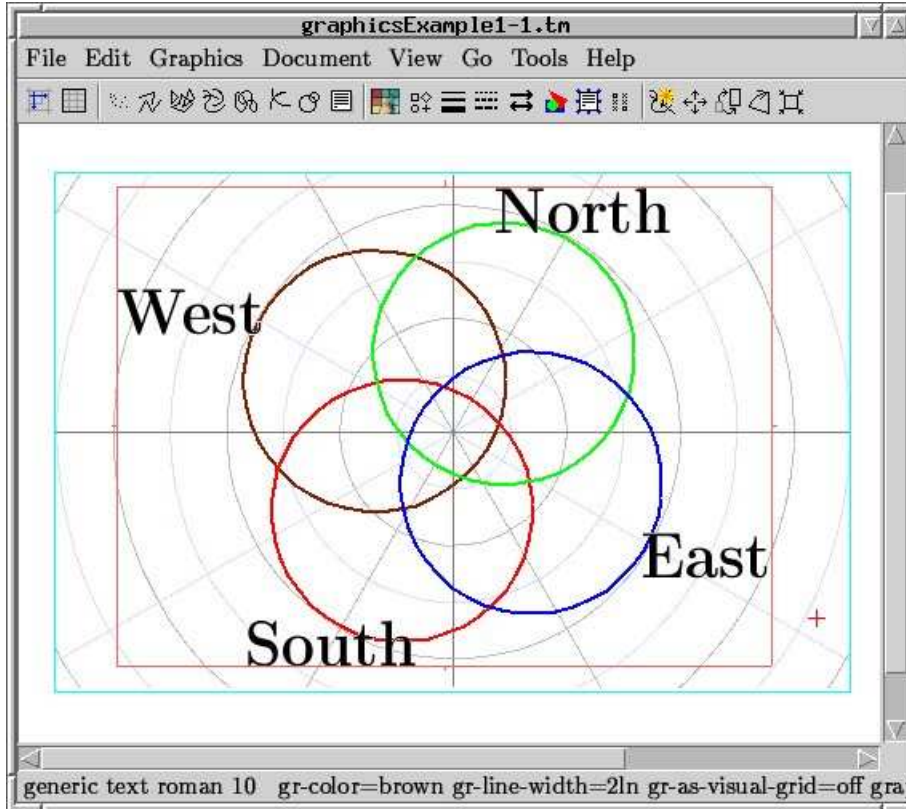 graphicsExample1-1.tm
File Edit Graphics Document View Go Tools Help
North
West
East
South
generic text roman 10 gr-color=brown gr-line-width=2ln gr-as-visual-grid=off gra